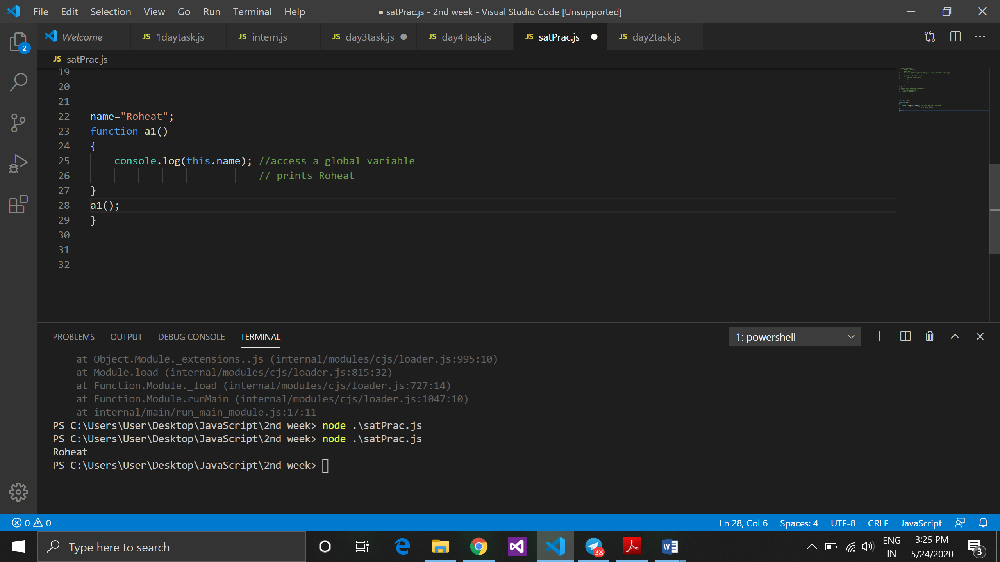 File Edit Selection View Go Run Terminal Help ● satPrac.js - 2nd week - Visual Studio Code [Unsupported]
2
Welcome JS 1daytask.js JS intern.js JS day3task.js JS day4Task.js JS satPrac.js JS day2task.js
JS satPrac.js
19
20
21
22 name="Roheat";
23 function a1()
24 {
25 console.log(this.name); //access a global variable
26 // prints Roheat
27 }
28 a1();
29 }
30
31
32
PROBLEMS OUTPUT DEBUG CONSOLE TERMINAL 1: powershell
at Object.Module._extensions..js (internal/modules/cjs/loader.js:995:10)
at Module.load (internal/modules/cjs/loader.js:815:32)
at Function.Module._load (internal/modules/cjs/loader.js:727:14)
at Function.Module.runMain (internal/modules/cjs/loader.js:1047:10)
at internal/main/run_main_module.js:17:11
PS C:\Users\User\Desktop\JavaScript\2nd week> node .\satPrac.js
PS C:\Users\User\Desktop\JavaScript\2nd week> node .\satPrac.js
Roheat
PS C:\Users\User\Desktop\JavaScript\2nd week>
0 0 Ln 28, Col 6 Spaces: 4 UTF-8 CRLF JavaScript
Type here to search 38 ENG IN 3:25 PM 5/24/2020 3